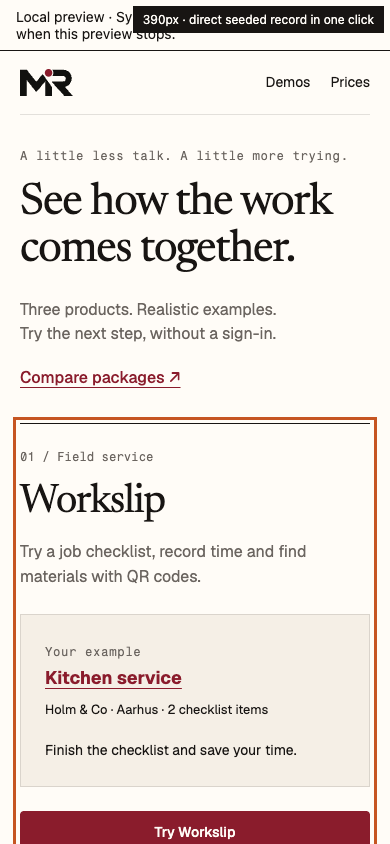 Local preview · Sy
390px · direct seeded record in one click
when this preview stops.
MR
Demos
Prices
A little less talk. A little more trying.
See how the work
comes together.
Three products. Realistic examples.
Try the next step, without a sign-in.
Compare packages ↗
01 / Field service
Workslip
Try a job checklist, record time and find
materials with QR codes.
Your example
Kitchen service
Holm & Co · Aarhus · 2 checklist items
Finish the checklist and save your time.
Try Workslip